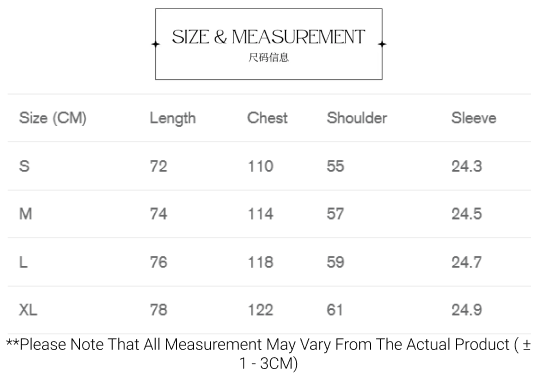 SIZE & MEASUREMENT
尺码信息
Size (CM) Length Chest Shoulder Sleeve
S 72 110 55 24.3
M 74 114 57 24.5
L 76 118 59 24.7
XL 78 122 61 24.9
**Please Note That All Measurement May Vary From The Actual Product ( ±
1 - 3CM)